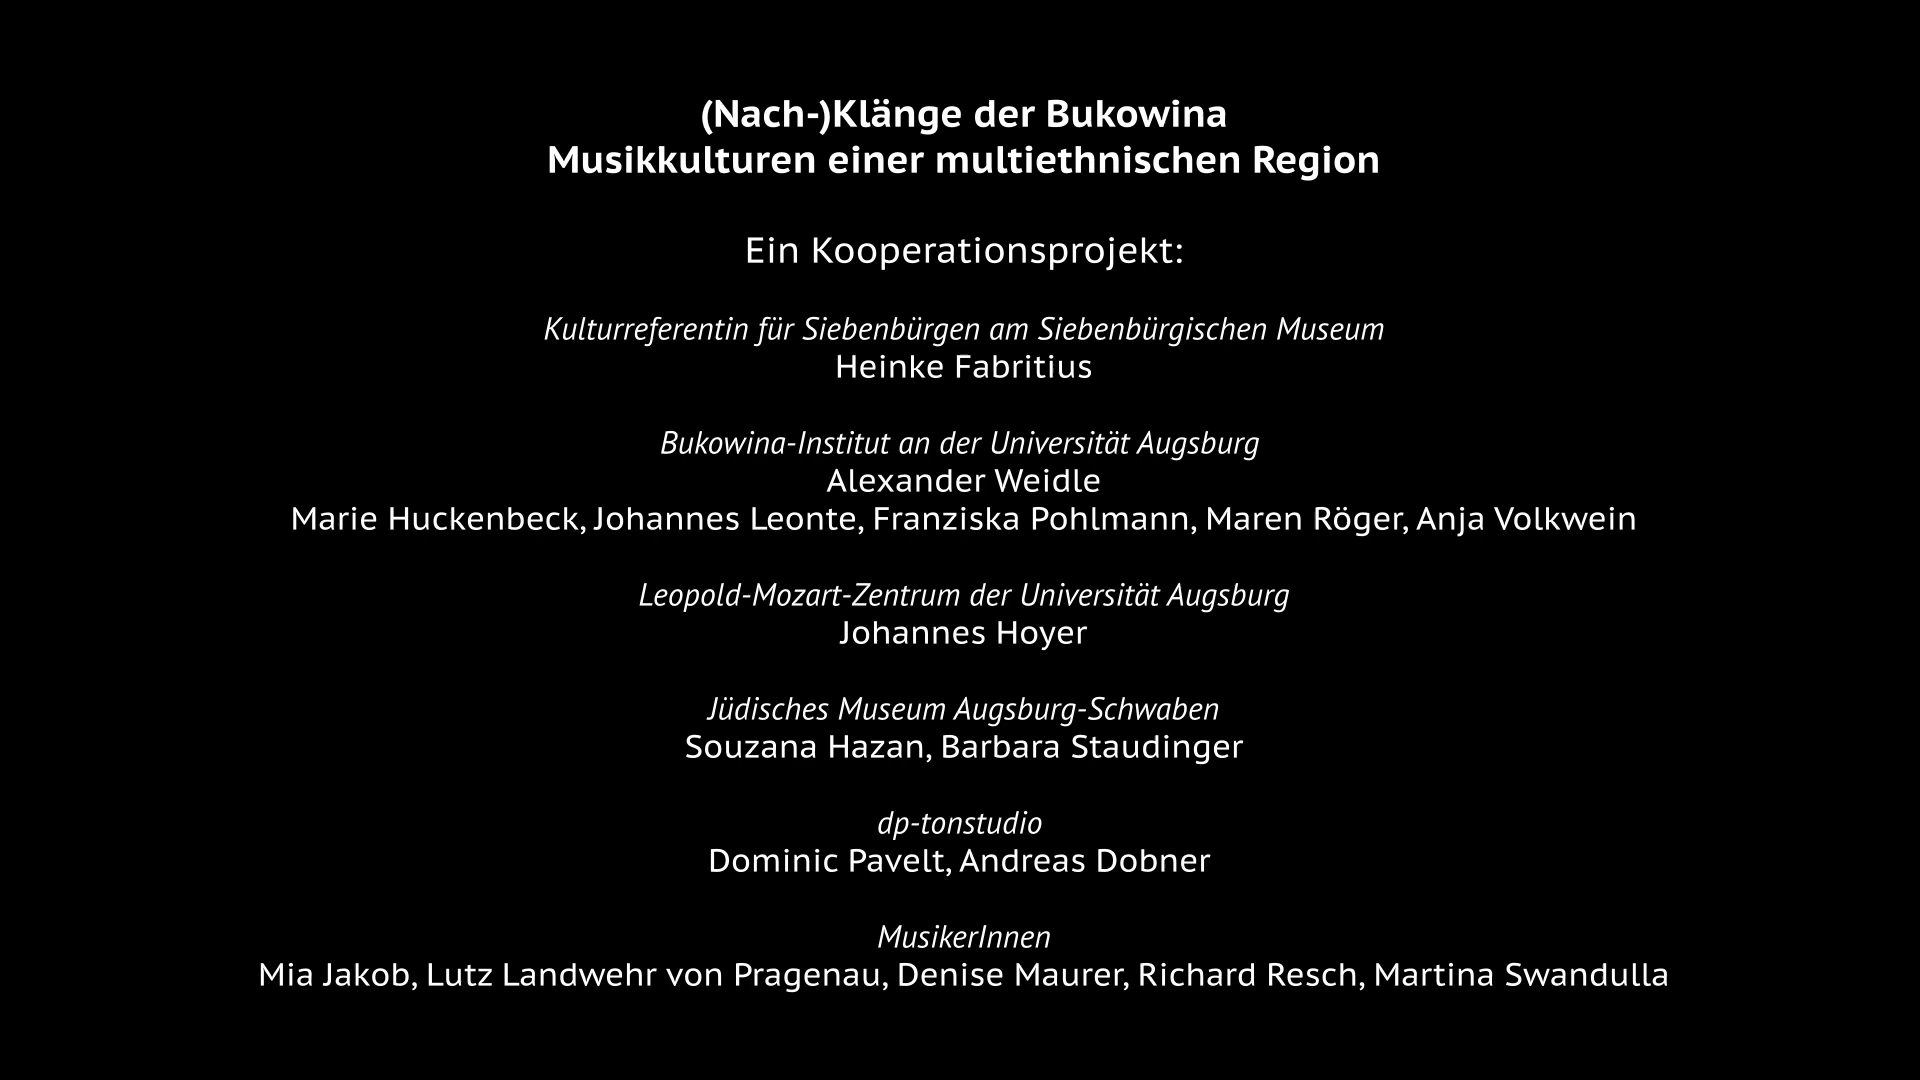 (Nach-)Klänge der Bukowina
Musikkulturen einer multiethnischen Region
Ein Kooperationsprojekt:
Kulturreferentin für Siebenbürgen am Siebenbürgischen Museum
Heinke Fabritius
Bukowina-Institut an der Universität Augsburg
Alexander Weidle
Marie Huckenbeck, Johannes Leonte, Franziska Pohlmann, Maren Röger, Anja Volkwein
Leopold-Mozart-Zentrum der Universität Augsburg
Johannes Hoyer
Jüdisches Museum Augsburg-Schwaben
Souzana Hazan, Barbara Staudinger
dp-tonstudio
Dominic Pavelt, Andreas Dobner
MusikerInnen
Mia Jakob, Lutz Landwehr von Pragenau, Denise Maurer, Richard Resch, Martina Swandulla